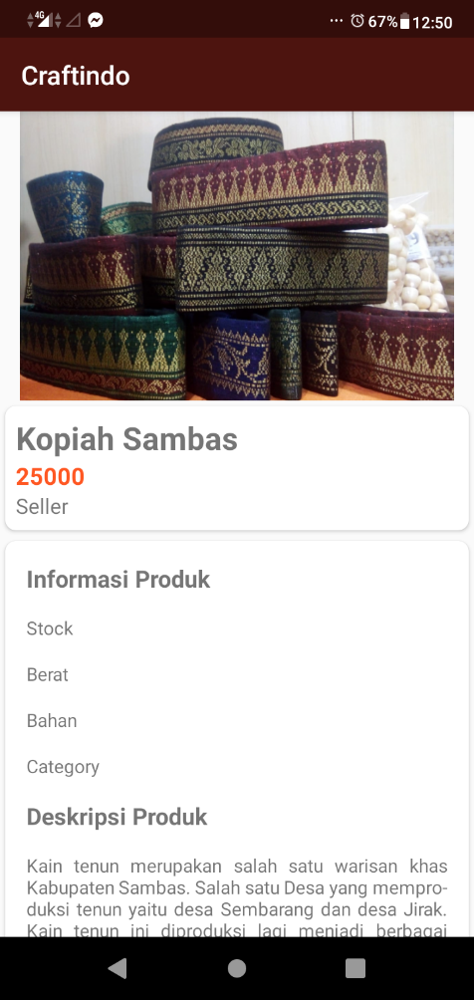 4G 67% 12:50
Craftindo
Kopiah Sambas
25000
Seller
Informasi Produk
Stock
Berat
Bahan
Category
Deskripsi Produk
Kain tenun merupakan salah satu warisan khas
Kabupaten Sambas. Salah satu Desa yang mempro-
duksi tenun yaitu desa Sembarang dan desa Jirak.
Kain tenun ini diproduksi lagi menjadi berbagai